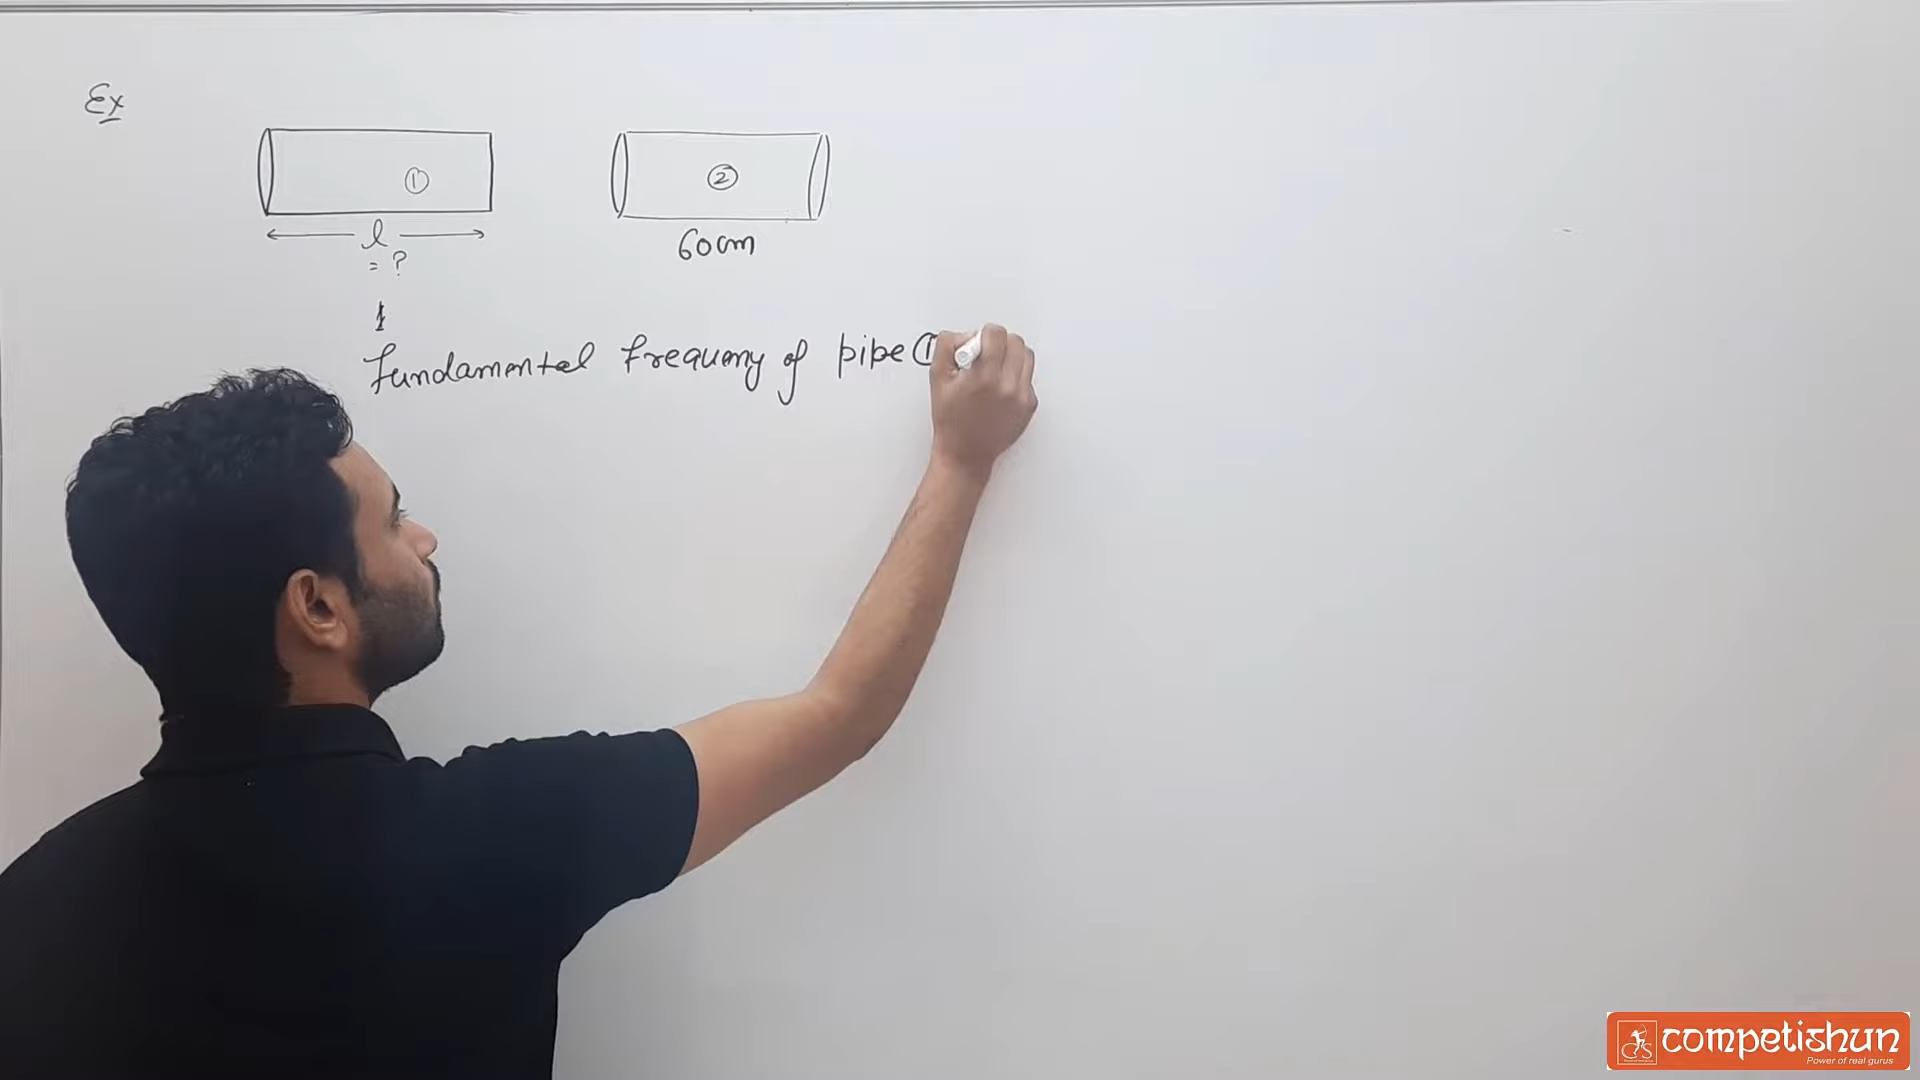 Ex
①
②
l
= ?
60cm
fundamental frequency of pipe ①
competishun
Power of real gurus